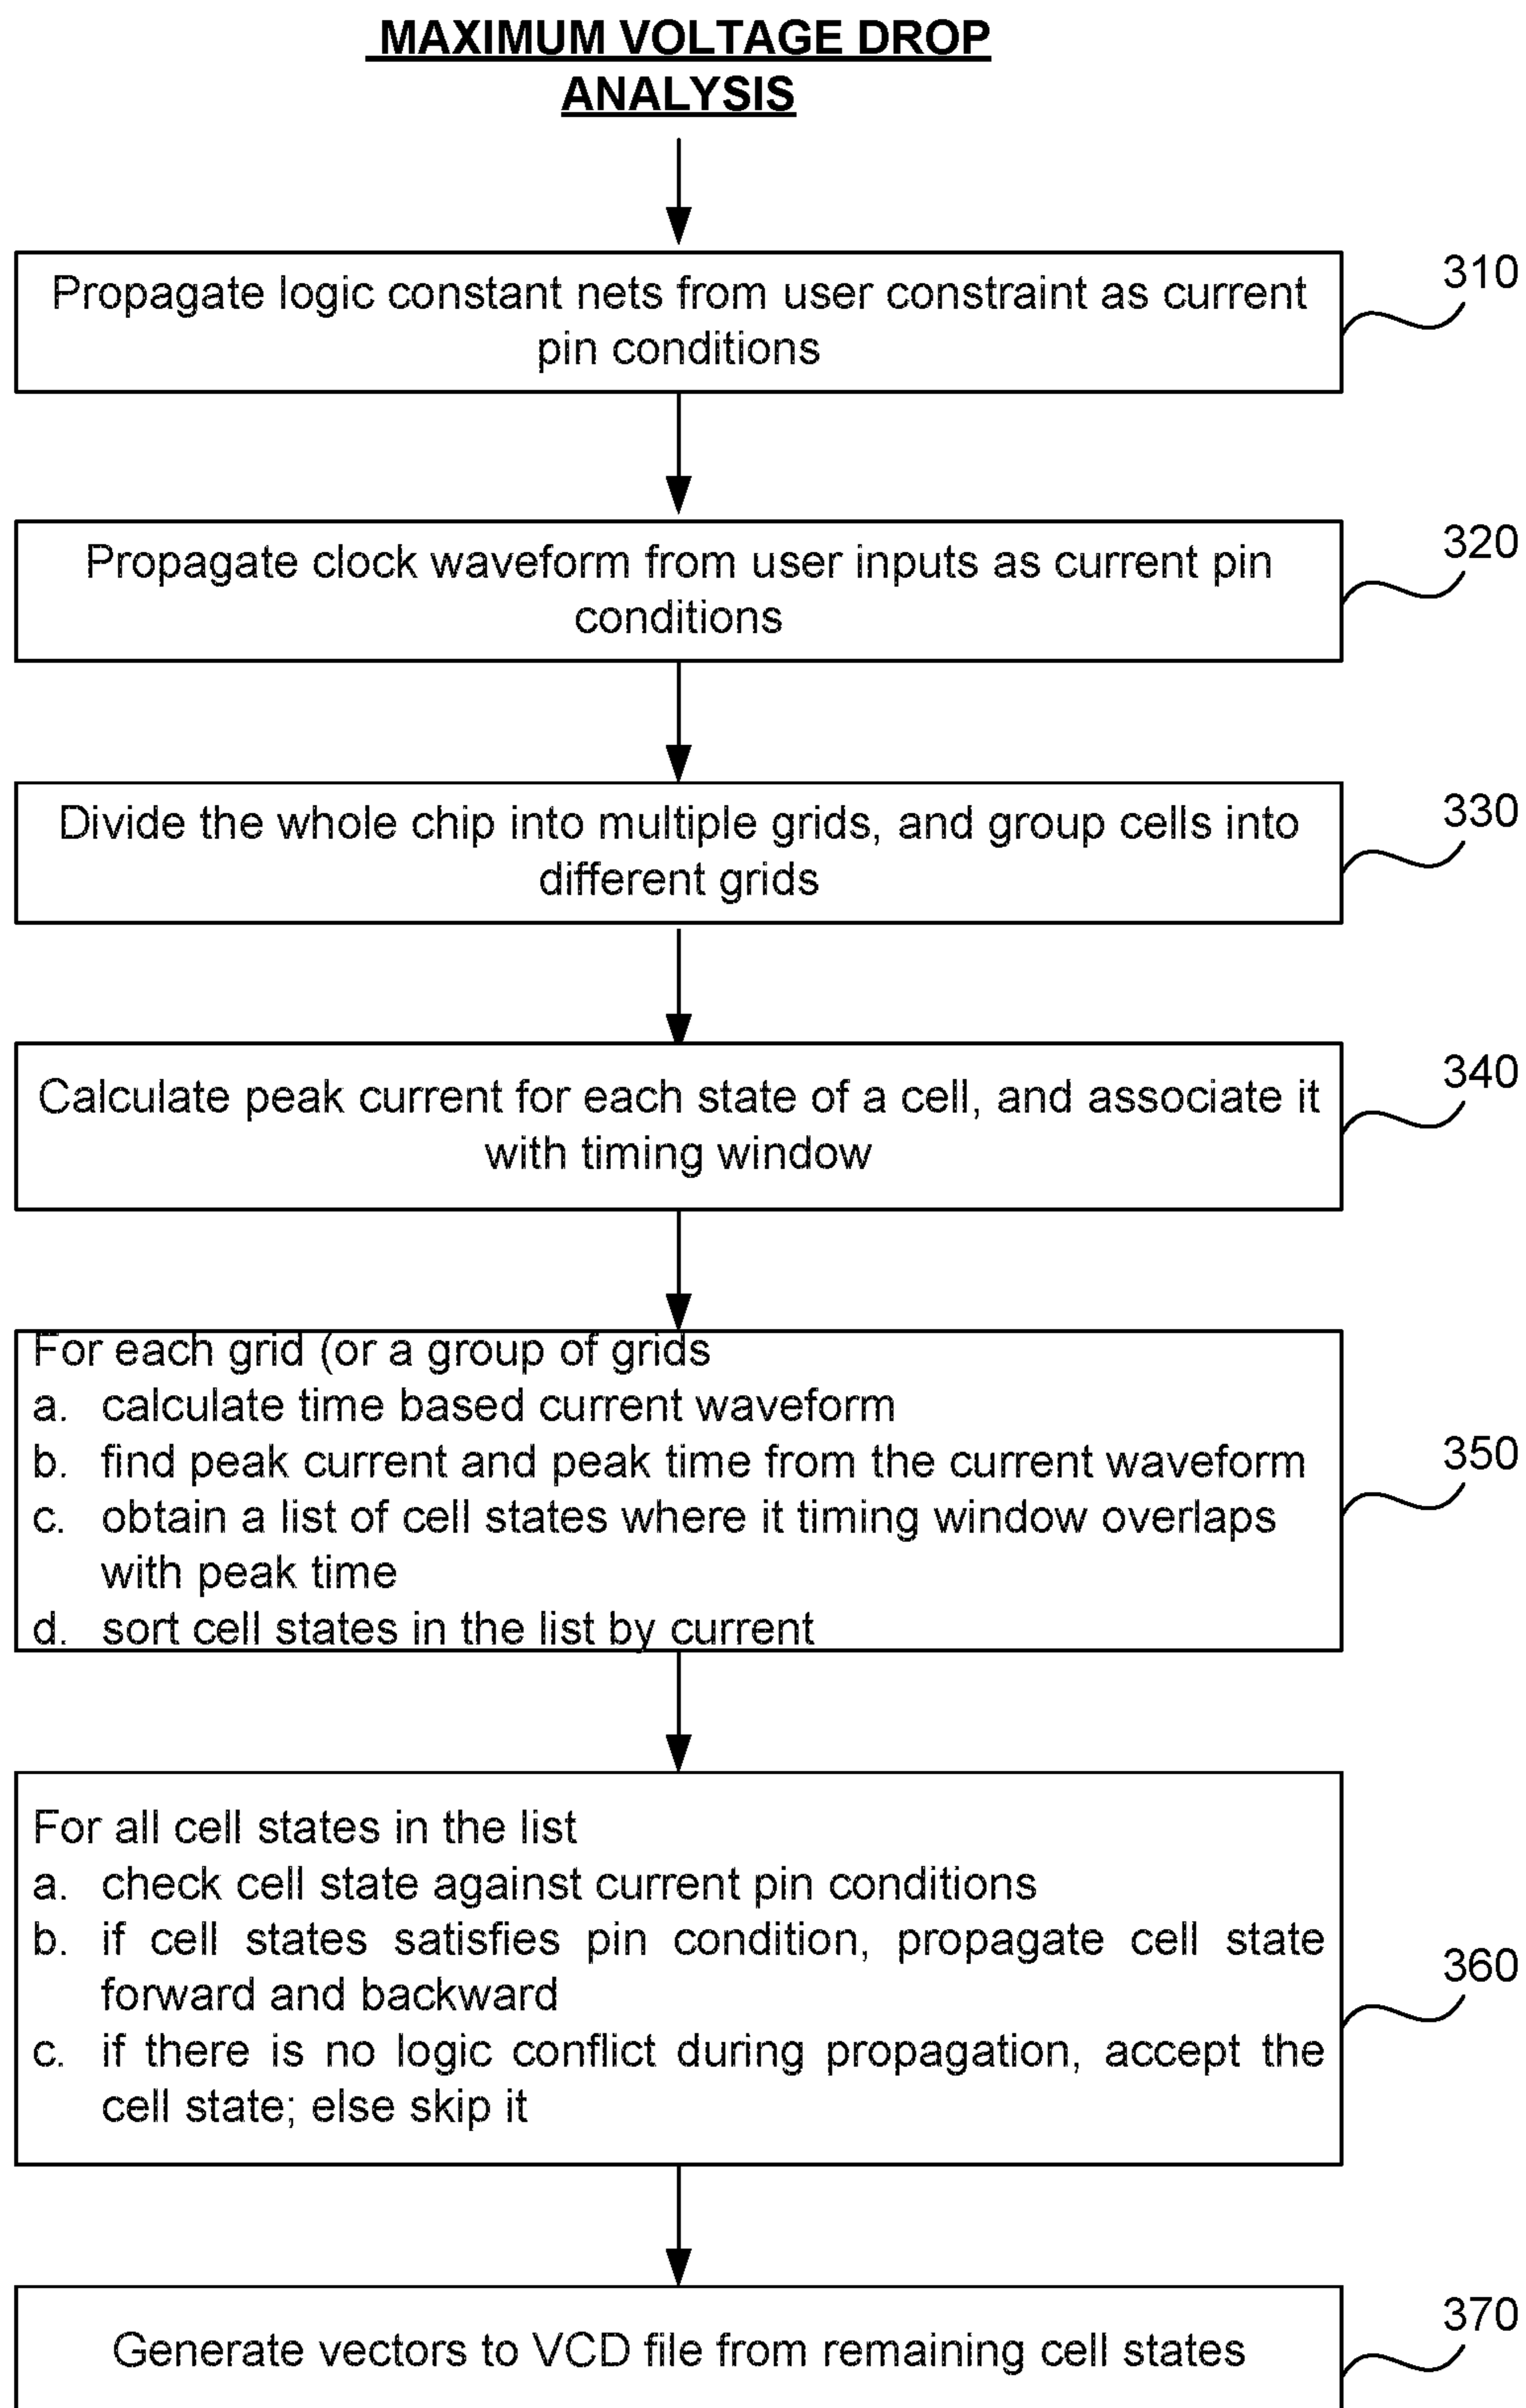 MAXIMUM VOLTAGE DROP
ANALYSIS
Propagate logic constant nets from user constraint as current
pin conditions
310
Propagate clock waveform from user inputs as current pin
conditions
320
Divide the whole chip into multiple grids, and group cells into
different grids
330
Calculate peak current for each state of a cell, and associate it
with timing window
340
For each grid (or a group of grids
a. calculate time based current waveform
b. find peak current and peak time from the current waveform
c. obtain a list of cell states where it timing window overlaps
with peak time
d. sort cell states in the list by current
350
For all cell states in the list
a. check cell state against current pin conditions
b. if cell states satisfies pin condition, propagate cell state
forward and backward
c. if there is no logic conflict during propagation, accept the
cell state; else skip it
360
Generate vectors to VCD file from remaining cell states
370